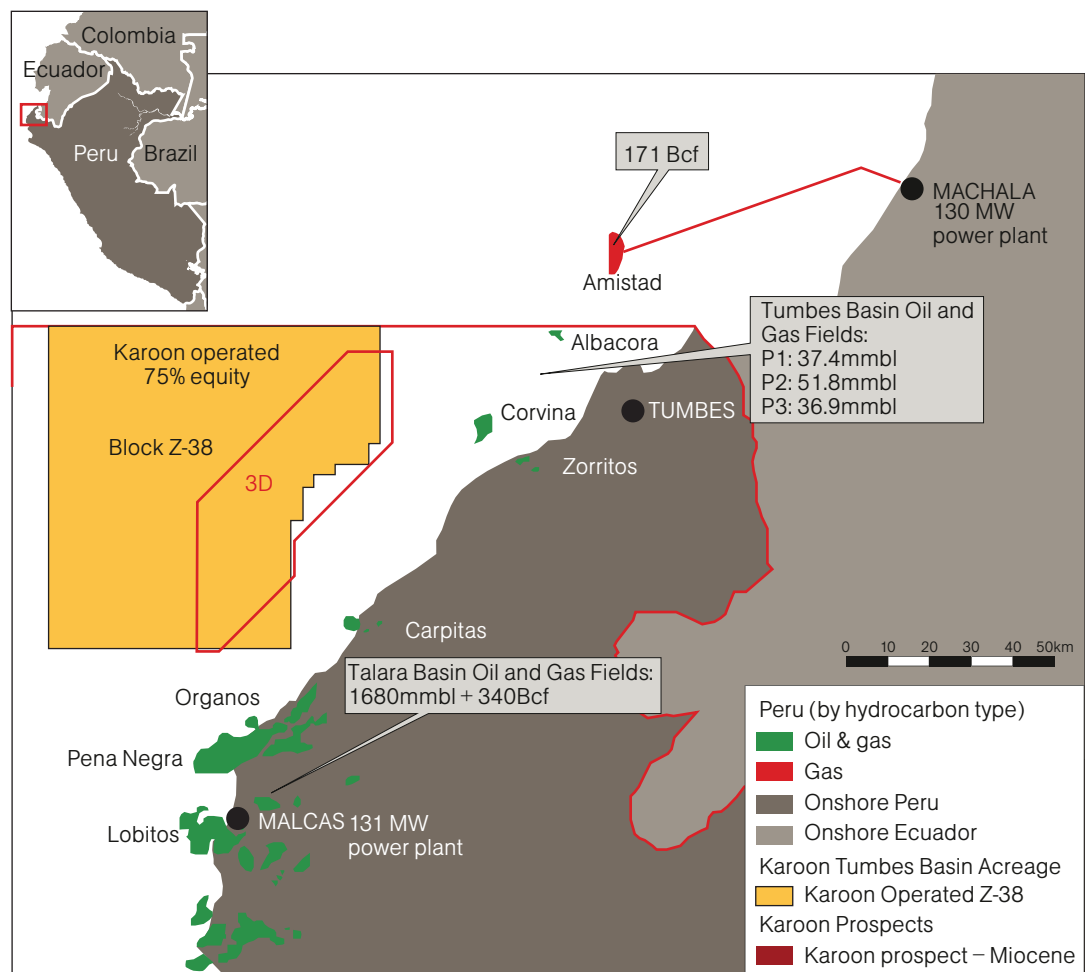 Colombia
Ecuador
Peru
Brazil
171 Bcf
MACHALA
130 MW
power plant
Amistad
Tumbes Basin Oil and
Gas Fields:
P1: 37.4mmbl
P2: 51.8mmbl
P3: 36.9mmbl
Karoon operated
75% equity
Albacora
Block Z-38
Corvina
TUMBES
3D
Zorritos
Carpitas
0 10 20 30 40 50km
Talara Basin Oil and Gas Fields:
1680mmbl + 340Bcf
Organos
Pena Negra
Lobitos
MALCAS 131 MW
power plant
Peru (by hydrocarbon type)
Oil & gas
Gas
Onshore Peru
Onshore Ecuador
Karoon Tumbes Basin Acreage
Karoon Operated Z-38
Karoon Prospects
Karoon prospect – Miocene